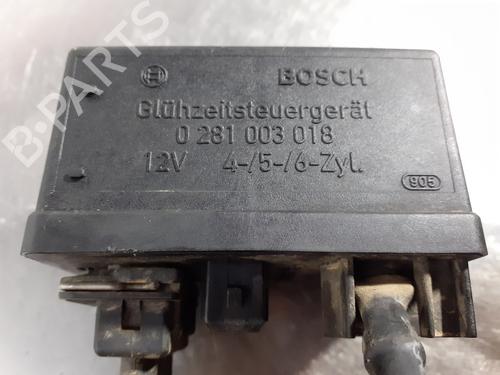 BOSCH
Glühzeitsteuergerät
0 281 003 018
12V 4-/5-/6-Zyl.
905
B-PARTS